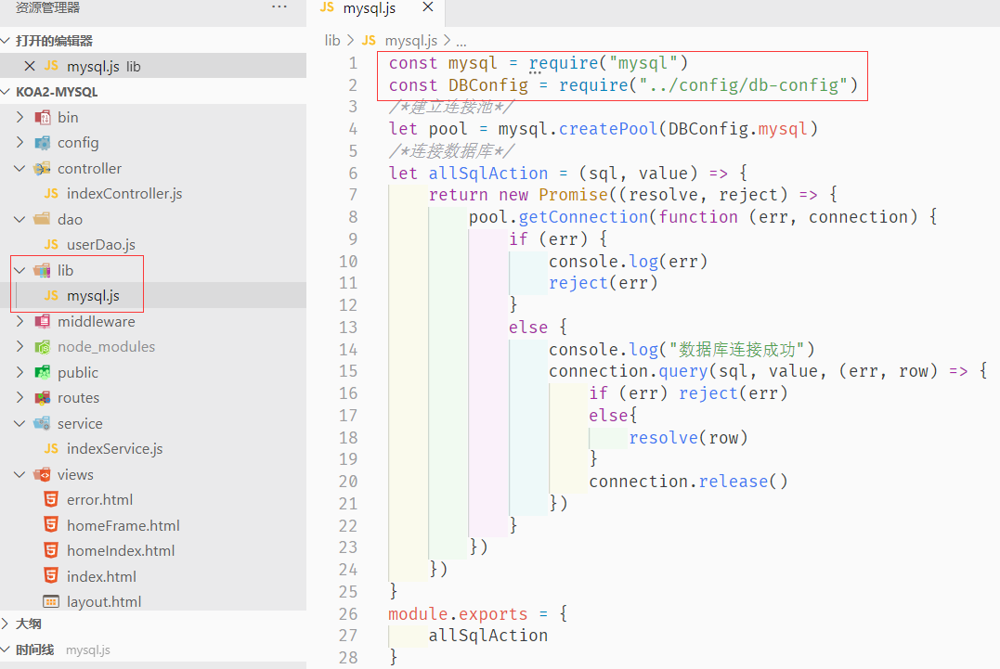 资源管理器
···
打开的编辑器
JS mysql.js lib
KOA2-MYSQL
bin
config
controller
JS indexController.js
dao
JS userDao.js
lib
JS mysql.js
middleware
node_modules
public
routes
service
JS indexService.js
views
error.html
homeFrame.html
homeIndex.html
index.html
layout.html
大纲
时间线 mysql.js
JS mysql.js
lib > JS mysql.js > ...
1 const mysql = require("mysql")
2 const DBConfig = require("../config/db-config")
3 /*建立连接池*/
4 let pool = mysql.createPool(DBConfig.mysql)
5 /*连接数据库*/
6 let allSqlAction = (sql, value) => {
7 return new Promise((resolve, reject) => {
8 pool.getConnection(function (err, connection) {
9 if (err) {
10 console.log(err)
11 reject(err)
12 }
13 else {
14 console.log("数据库连接成功")
15 connection.query(sql, value, (err, row) => {
16 if (err) reject(err)
17 else{
18 resolve(row)
19 }
20 connection.release()
21 })
22 }
23 })
24 })
25 }
26 module.exports = {
27 allSqlAction
28 }